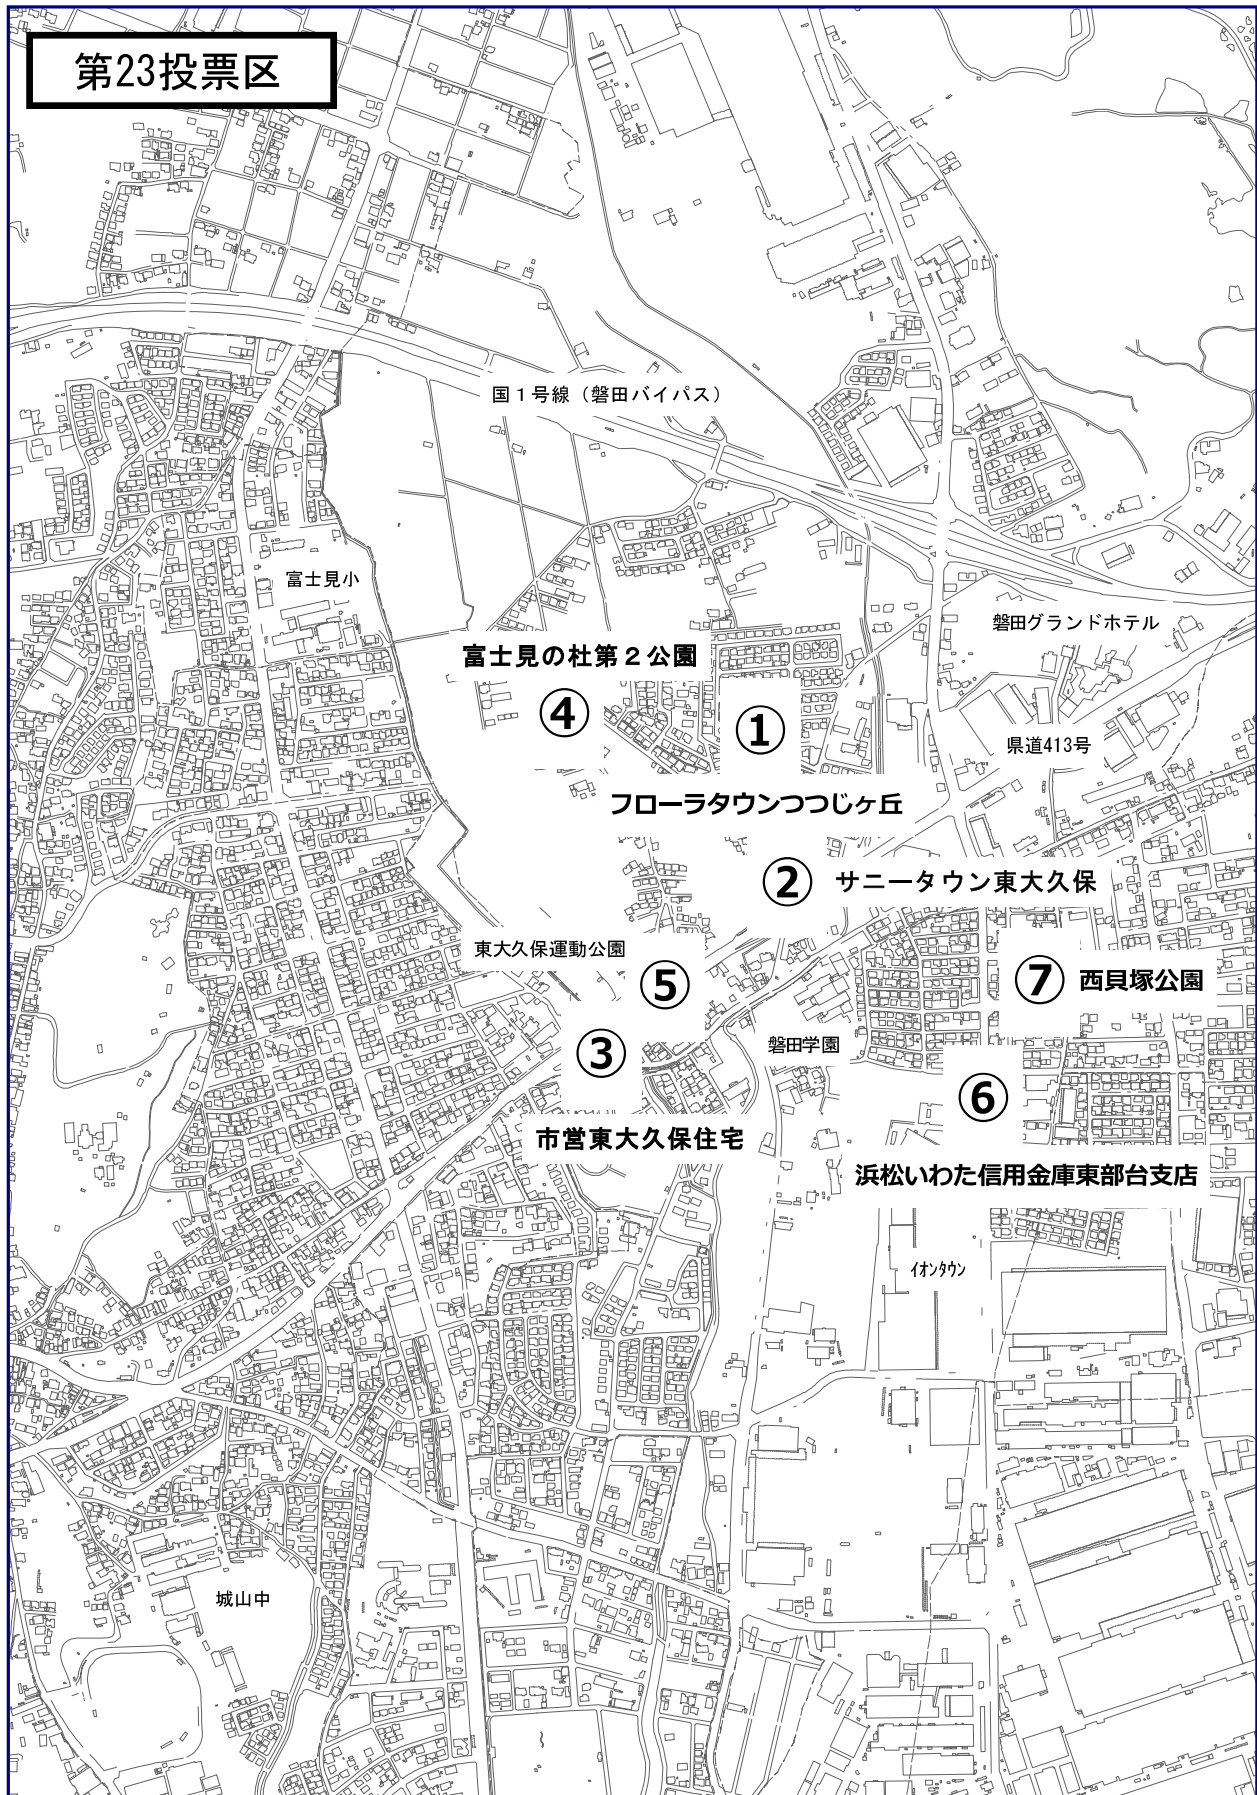 第23投票区
国１号線（磐田バイパス）
富士見小
磐田グランドホテル
富士見の杜第２公園
④
①
県道413号
フローラタウンつつじヶ丘
②
サニータウン東大久保
東大久保運動公園
⑤
⑦
西貝塚公園
③
磐田学園
⑥
市営東大久保住宅
浜松いわた信用金庫東部台支店
イオンタウン
城山中